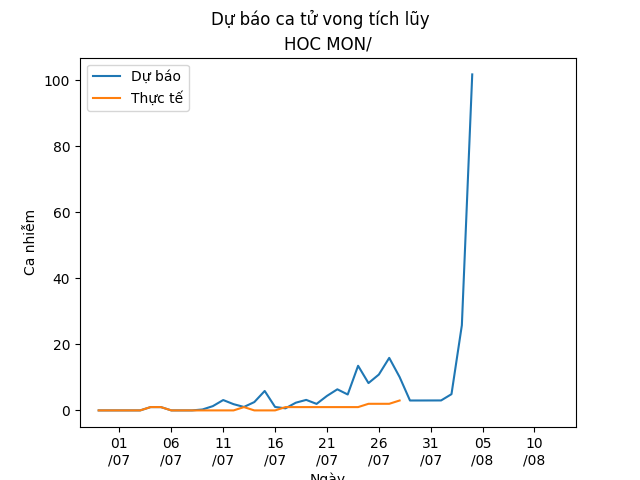 Dự báo ca tử vong tích lũy
HOC MON/
Dự báo
Thực tế
Ca nhiễm
100
80
60
40
20
0
01 06 11 16 21 26 31 05 10
/07 /07 /07 /07 /07 /07 /07 /08 /08
Ngày